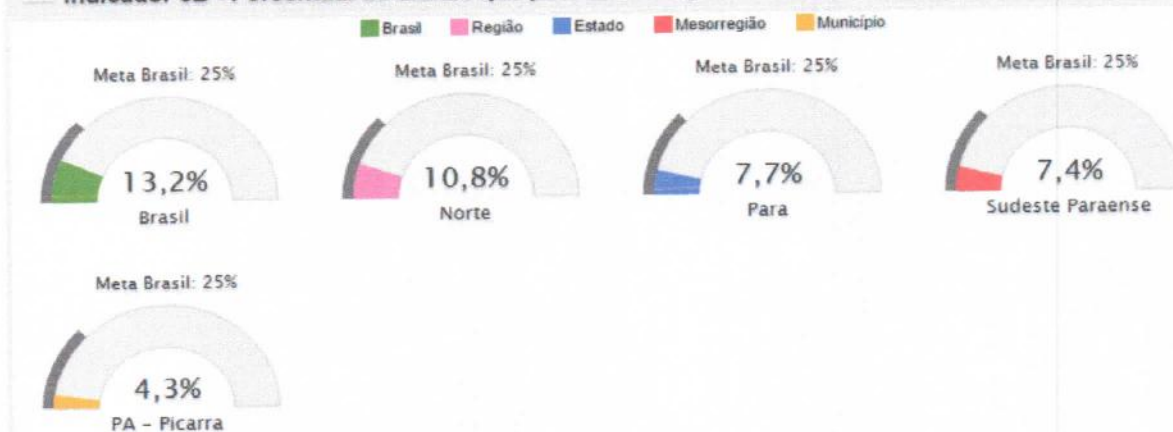 Brasil Região Estado Mesorregião Município
Meta Brasil: 25% Meta Brasil: 25% Meta Brasil: 25% Meta Brasil: 25%
13,2% 10,8% 7,7% 7,4%
Brasil Norte Para Sudeste Paraense
Meta Brasil: 25%
4,3%
PA - Picarra